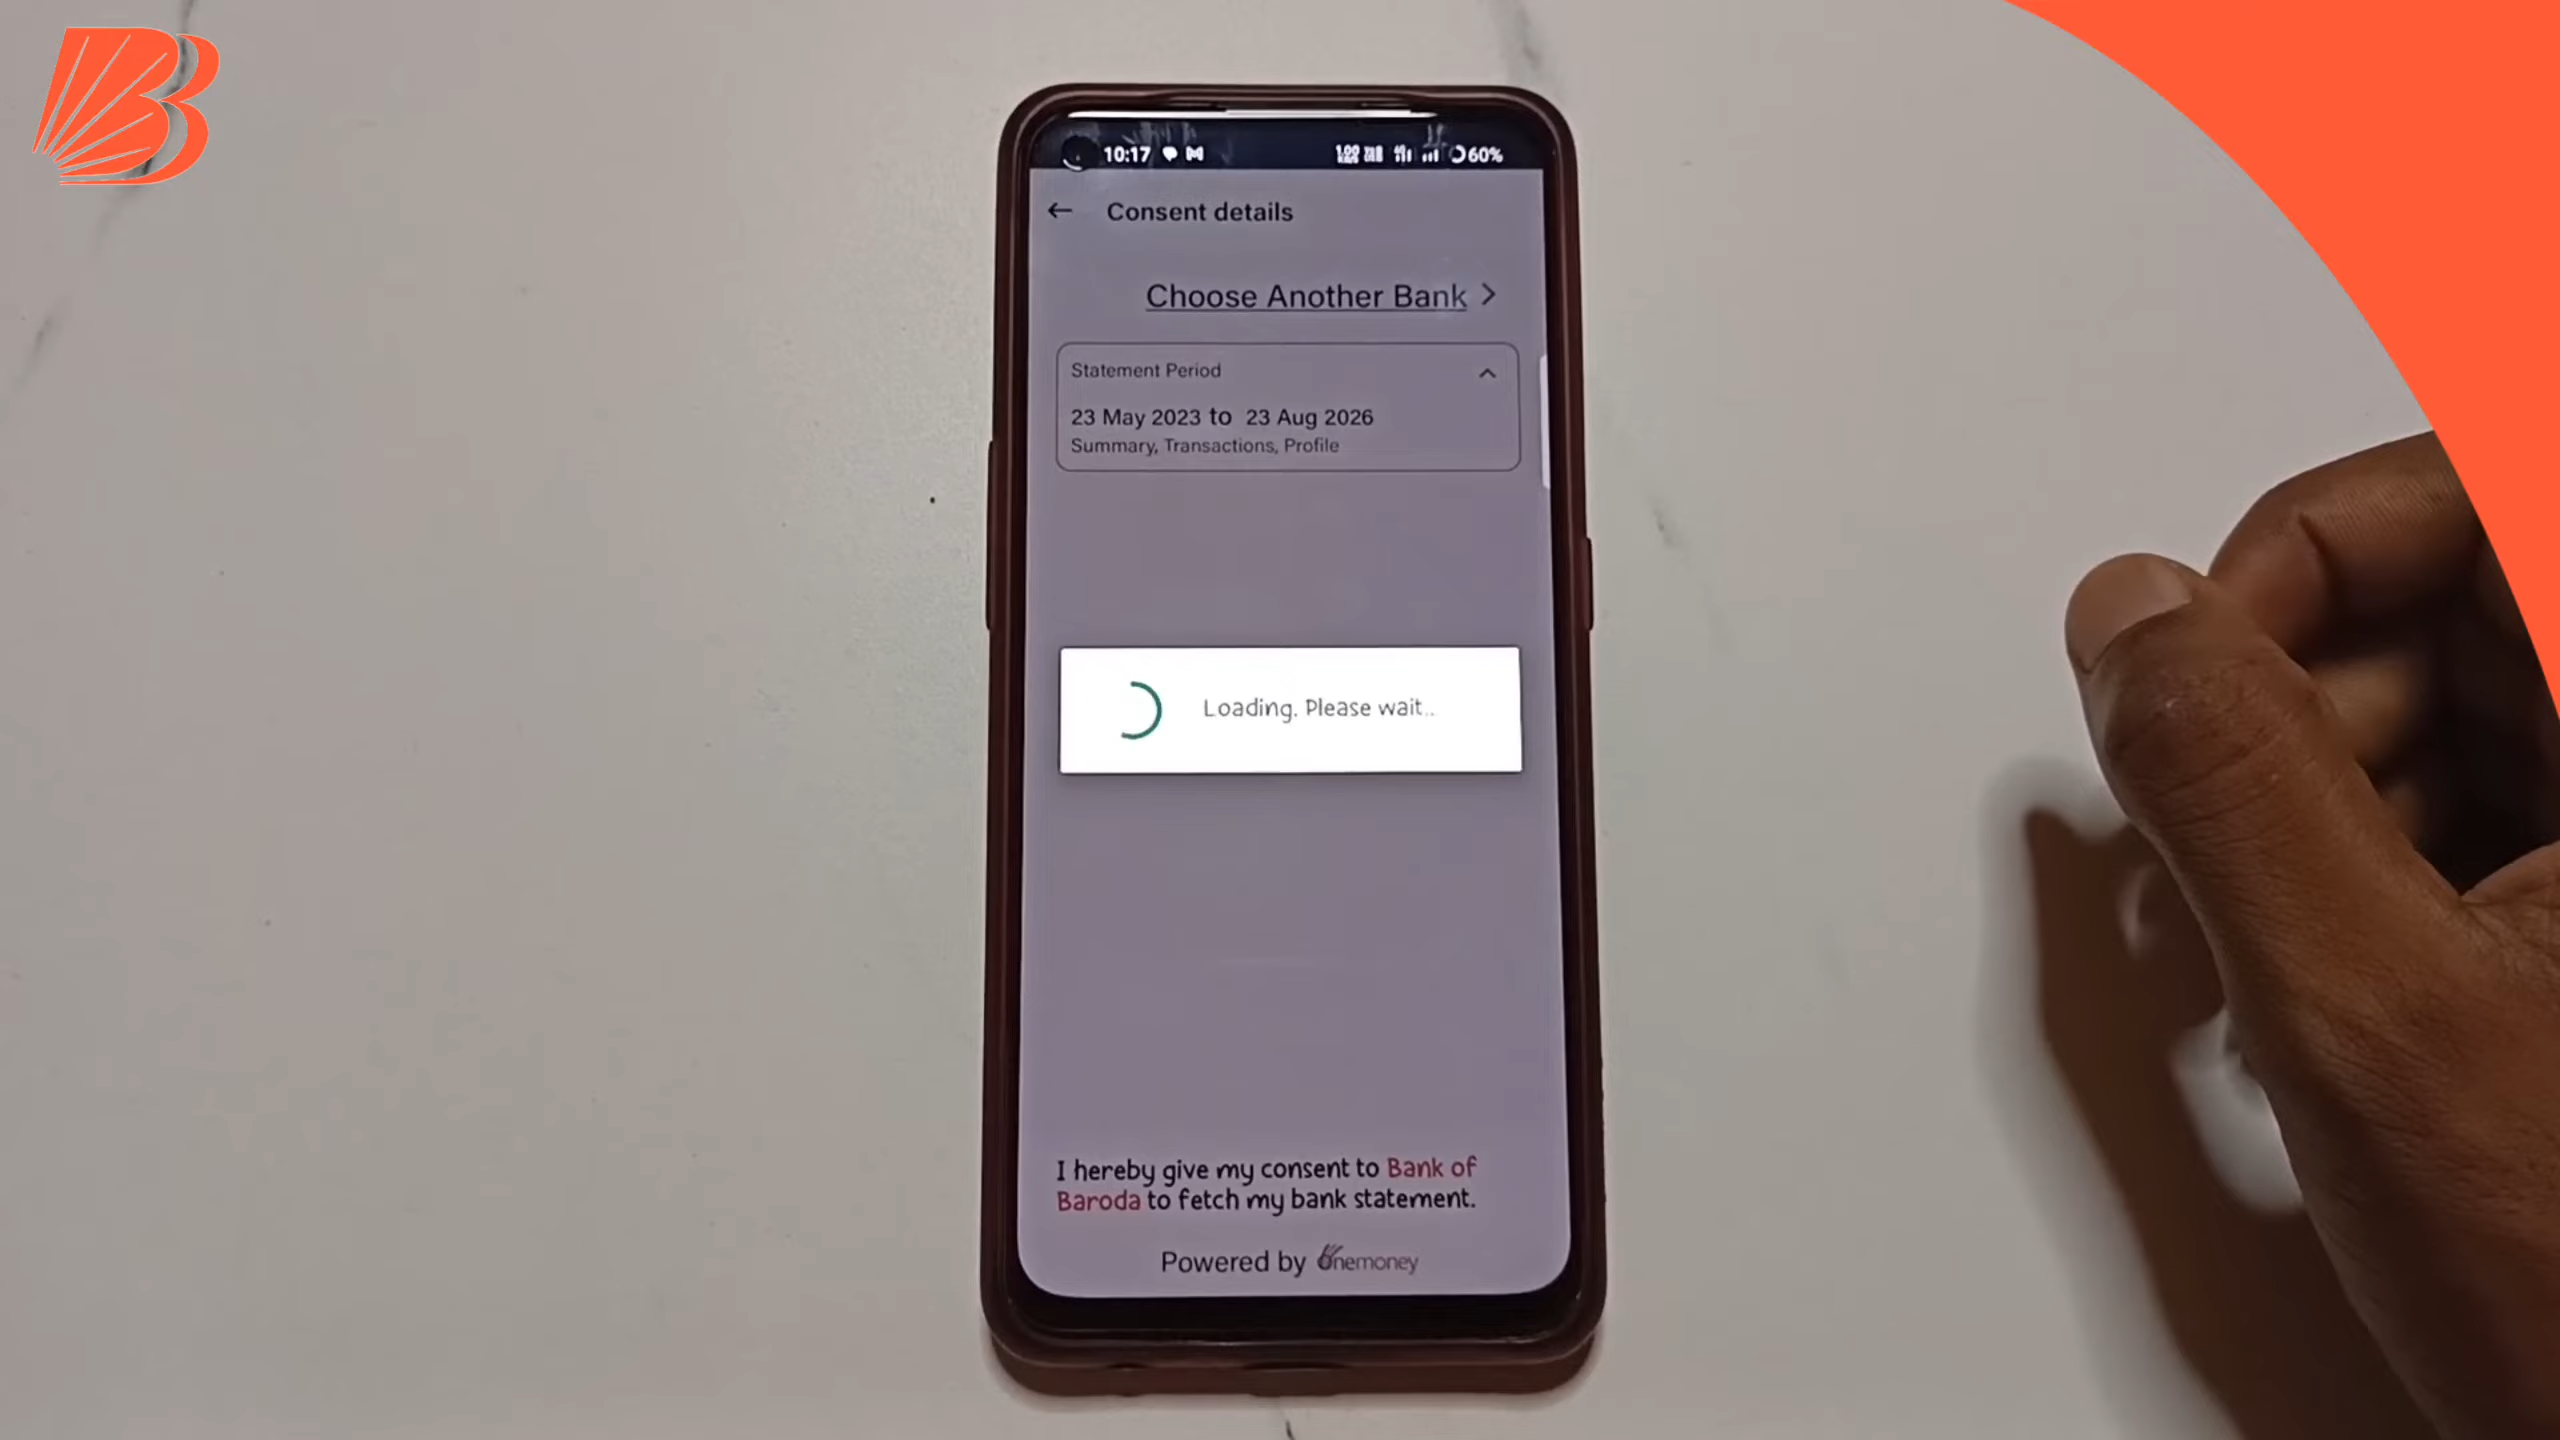 10:17
60%
Consent details
Choose Another Bank
Statement Period
23 May 2023 to 23 Aug 2026
Summary, Transactions, Profile
Loading. Please wait..
I hereby give my consent to Bank of
Baroda to fetch my bank statement.
Powered by Onemoney